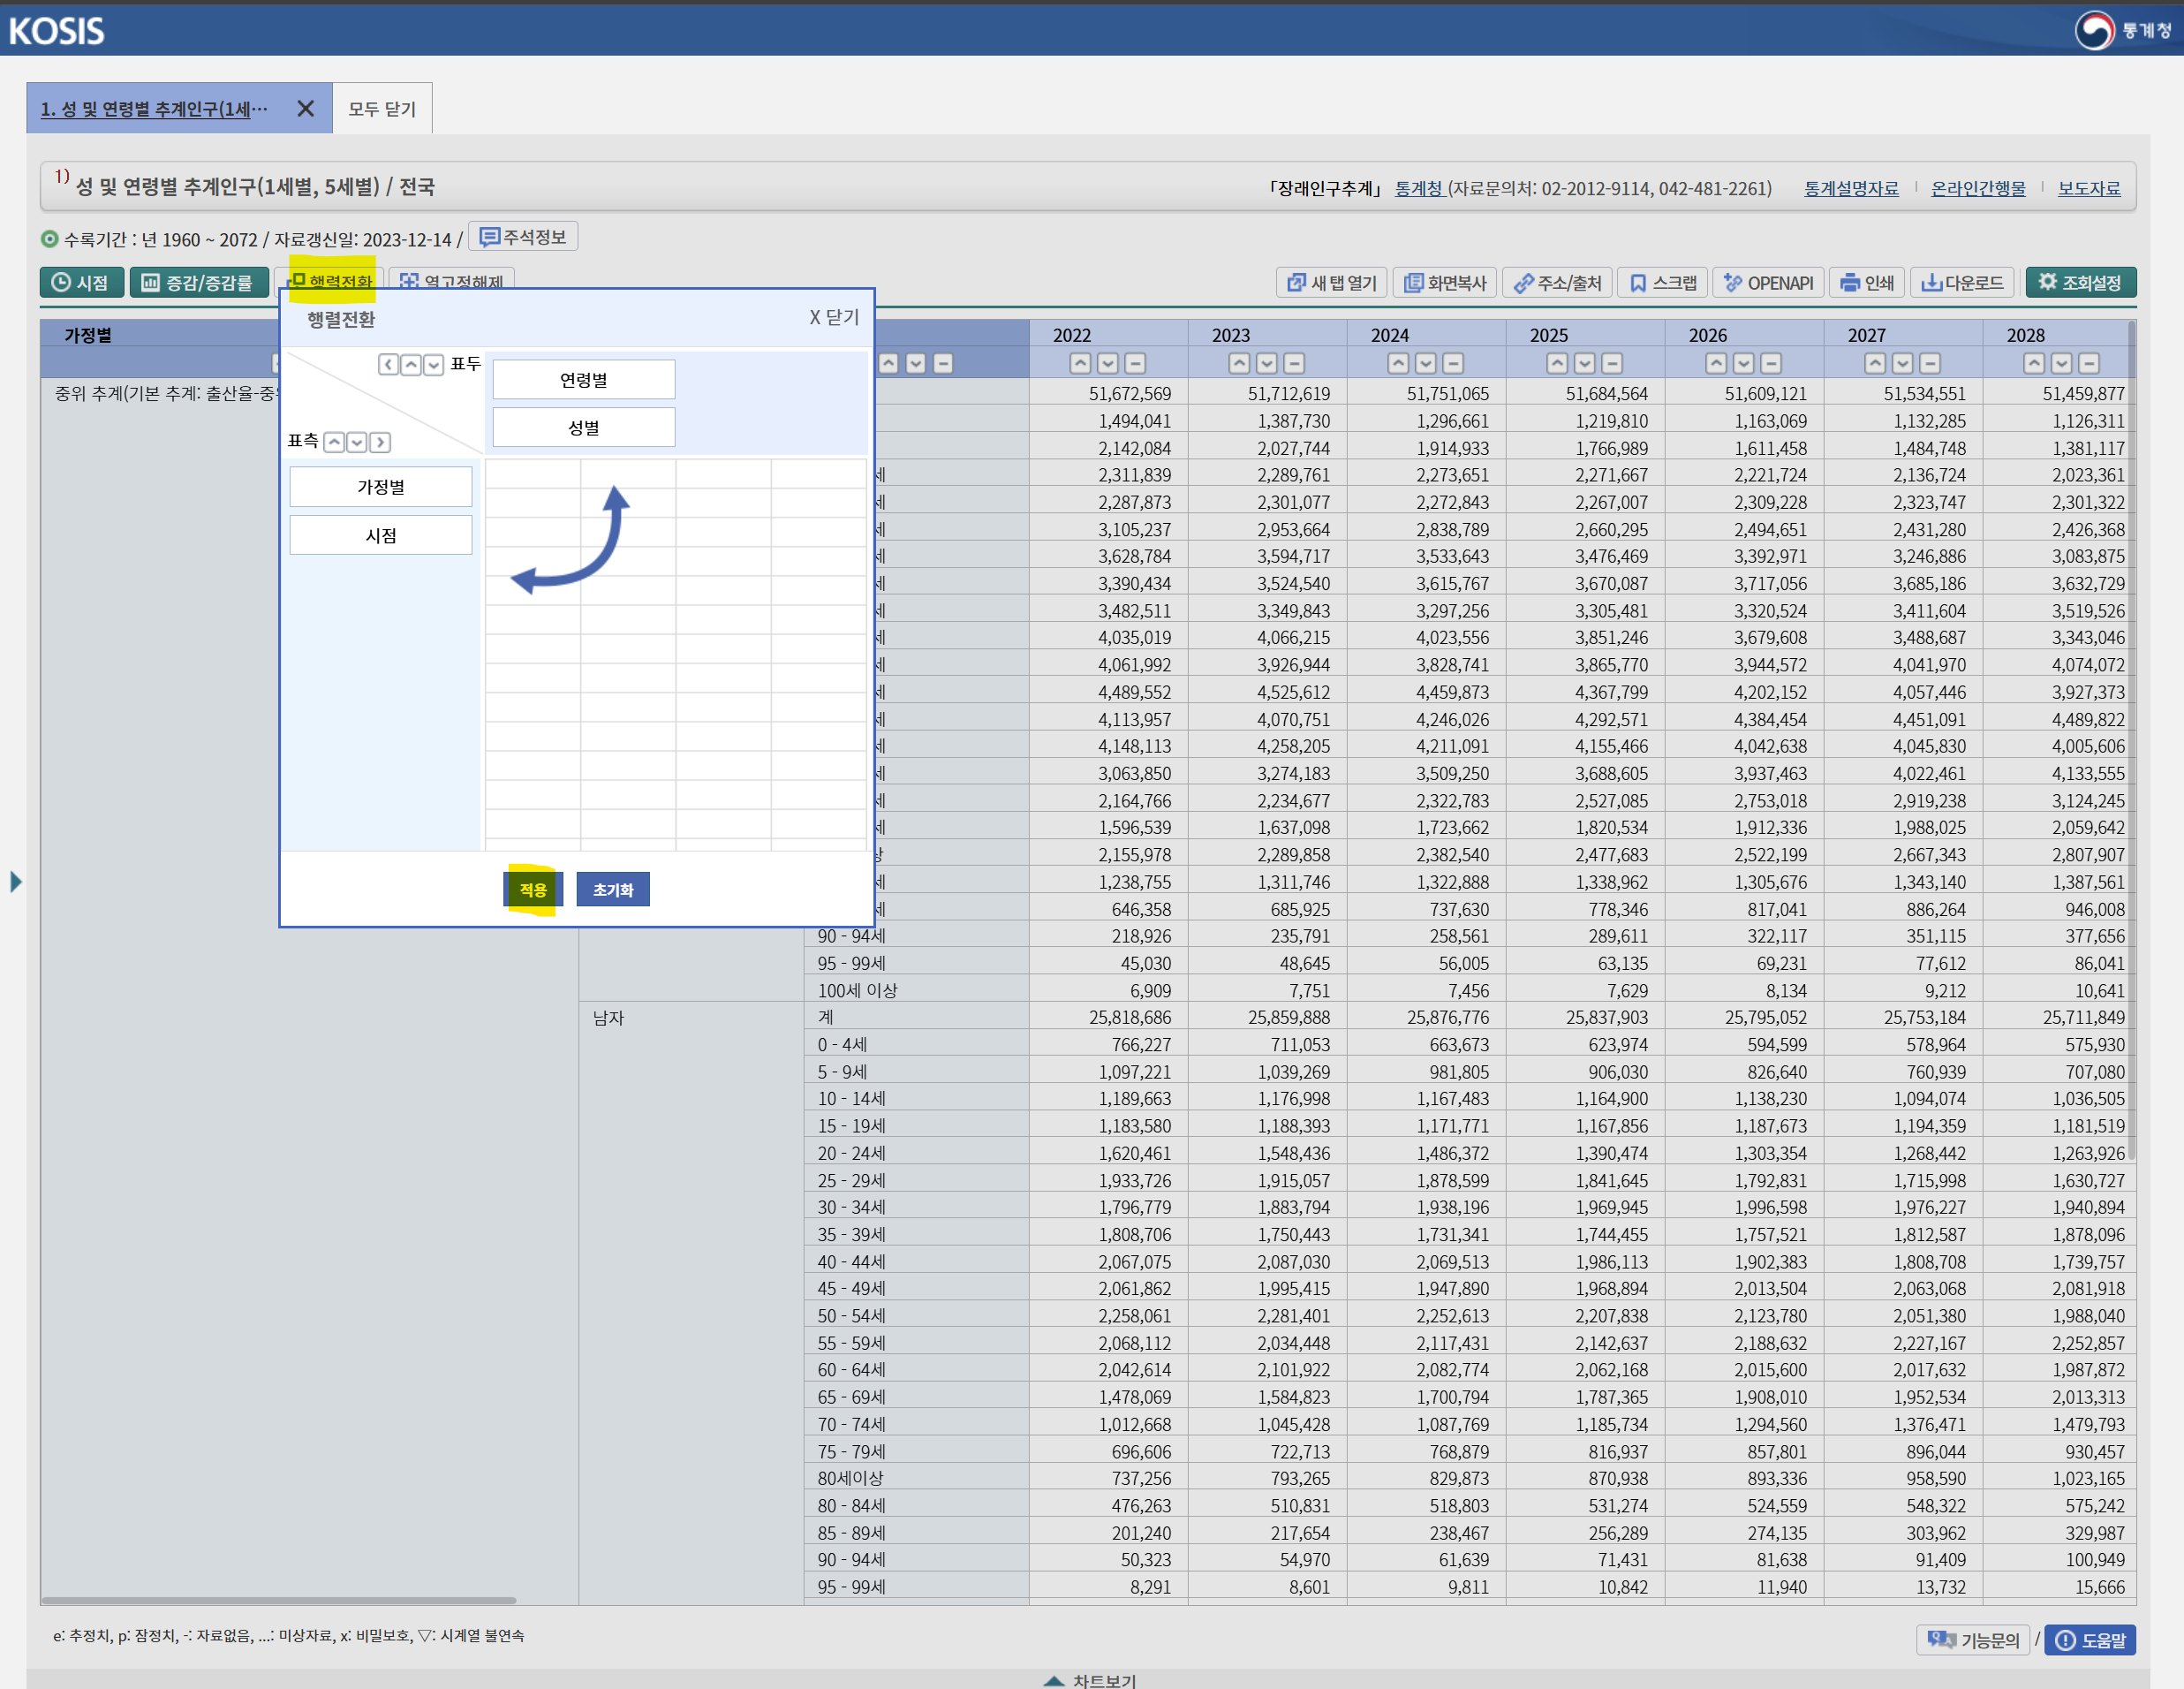 KOSIS
통계청
1. 성 및 연령별 추계인구(1세…
모두 닫기
1) 성 및 연령별 추계인구(1세별, 5세별) / 전국
「장래인구추계」 통계청 (자료문의처: 02-2012-9114, 042-481-2261) 통계설명자료 온라인간행물 보도자료
수록기간 : 년 1960 ~ 2072 / 자료갱신일: 2023-12-14 / 주석정보
시점 증감/증감률 행렬전환 열고정해제 새 탭 열기 화면복사 주소/출처 스크랩 OPENAPI 인쇄 다운로드 조회설정
가정별 2022 2023 2024 2025 2026 2027 2028
중위 추계(기본 추계: 출산율-중
행렬전환
X 닫기
표두
연령별
성별
표측
가정별
시점
적용 초기화
51,672,569 51,712,619 51,751,065 51,684,564 51,609,121 51,534,551 51,459,877
1,494,041 1,387,730 1,296,661 1,219,810 1,163,069 1,132,285 1,126,311
2,142,084 2,027,744 1,914,933 1,766,989 1,611,458 1,484,748 1,381,117
세 2,311,839 2,289,761 2,273,651 2,271,667 2,221,724 2,136,724 2,023,361
세 2,287,873 2,301,077 2,272,843 2,267,007 2,309,228 2,323,747 2,301,322
세 3,105,237 2,953,664 2,838,789 2,660,295 2,494,651 2,431,280 2,426,368
세 3,628,784 3,594,717 3,533,643 3,476,469 3,392,971 3,246,886 3,083,875
세 3,390,434 3,524,540 3,615,767 3,670,087 3,717,056 3,685,186 3,632,729
세 3,482,511 3,349,843 3,297,256 3,305,481 3,320,524 3,411,604 3,519,526
세 4,035,019 4,066,215 4,023,556 3,851,246 3,679,608 3,488,687 3,343,046
세 4,061,992 3,926,944 3,828,741 3,865,770 3,944,572 4,041,970 4,074,072
세 4,489,552 4,525,612 4,459,873 4,367,799 4,202,152 4,057,446 3,927,373
세 4,113,957 4,070,751 4,246,026 4,292,571 4,384,454 4,451,091 4,489,822
세 4,148,113 4,258,205 4,211,091 4,155,466 4,042,638 4,045,830 4,005,606
세 3,063,850 3,274,183 3,509,250 3,688,605 3,937,463 4,022,461 4,133,555
세 2,164,766 2,234,677 2,322,783 2,527,085 2,753,018 2,919,238 3,124,245
세 1,596,539 1,637,098 1,723,662 1,820,534 1,912,336 1,988,025 2,059,642
상 2,155,978 2,289,858 2,382,540 2,477,683 2,522,199 2,667,343 2,807,907
세 1,238,755 1,311,746 1,322,888 1,338,962 1,305,676 1,343,140 1,387,561
세 646,358 685,925 737,630 778,346 817,041 886,264 946,008
90 - 94세 218,926 235,791 258,561 289,611 322,117 351,115 377,656
95 - 99세 45,030 48,645 56,005 63,135 69,231 77,612 86,041
100세 이상 6,909 7,751 7,456 7,629 8,134 9,212 10,641
남자 계 25,818,686 25,859,888 25,876,776 25,837,903 25,795,052 25,753,184 25,711,849
0 - 4세 766,227 711,053 663,673 623,974 594,599 578,964 575,930
5 - 9세 1,097,221 1,039,269 981,805 906,030 826,640 760,939 707,080
10 - 14세 1,189,663 1,176,998 1,167,483 1,164,900 1,138,230 1,094,074 1,036,505
15 - 19세 1,183,580 1,188,393 1,171,771 1,167,856 1,187,673 1,194,359 1,181,519
20 - 24세 1,620,461 1,548,436 1,486,372 1,390,474 1,303,354 1,268,442 1,263,926
25 - 29세 1,933,726 1,915,057 1,878,599 1,841,645 1,792,831 1,715,998 1,630,727
30 - 34세 1,796,779 1,883,794 1,938,196 1,969,945 1,996,598 1,976,227 1,940,894
35 - 39세 1,808,706 1,750,443 1,731,341 1,744,455 1,757,521 1,812,587 1,878,096
40 - 44세 2,067,075 2,087,030 2,069,513 1,986,113 1,902,383 1,808,708 1,739,757
45 - 49세 2,061,862 1,995,415 1,947,890 1,968,894 2,013,504 2,063,068 2,081,918
50 - 54세 2,258,061 2,281,401 2,252,613 2,207,838 2,123,780 2,051,380 1,988,040
55 - 59세 2,068,112 2,034,448 2,117,431 2,142,637 2,188,632 2,227,167 2,252,857
60 - 64세 2,042,614 2,101,922 2,082,774 2,062,168 2,015,600 2,017,632 1,987,872
65 - 69세 1,478,069 1,584,823 1,700,794 1,787,365 1,908,010 1,952,534 2,013,313
70 - 74세 1,012,668 1,045,428 1,087,769 1,185,734 1,294,560 1,376,471 1,479,793
75 - 79세 696,606 722,713 768,879 816,937 857,801 896,044 930,457
80세이상 737,256 793,265 829,873 870,938 893,336 958,590 1,023,165
80 - 84세 476,263 510,831 518,803 531,274 524,559 548,322 575,242
85 - 89세 201,240 217,654 238,467 256,289 274,135 303,962 329,987
90 - 94세 50,323 54,970 61,639 71,431 81,638 91,409 100,949
95 - 99세 8,291 8,601 9,811 10,842 11,940 13,732 15,666
e: 추정치, p: 잠정치, -: 자료없음, ...: 미상자료, x: 비밀보호, ▽: 시계열 불연속
기능문의 / 도움말
차트보기